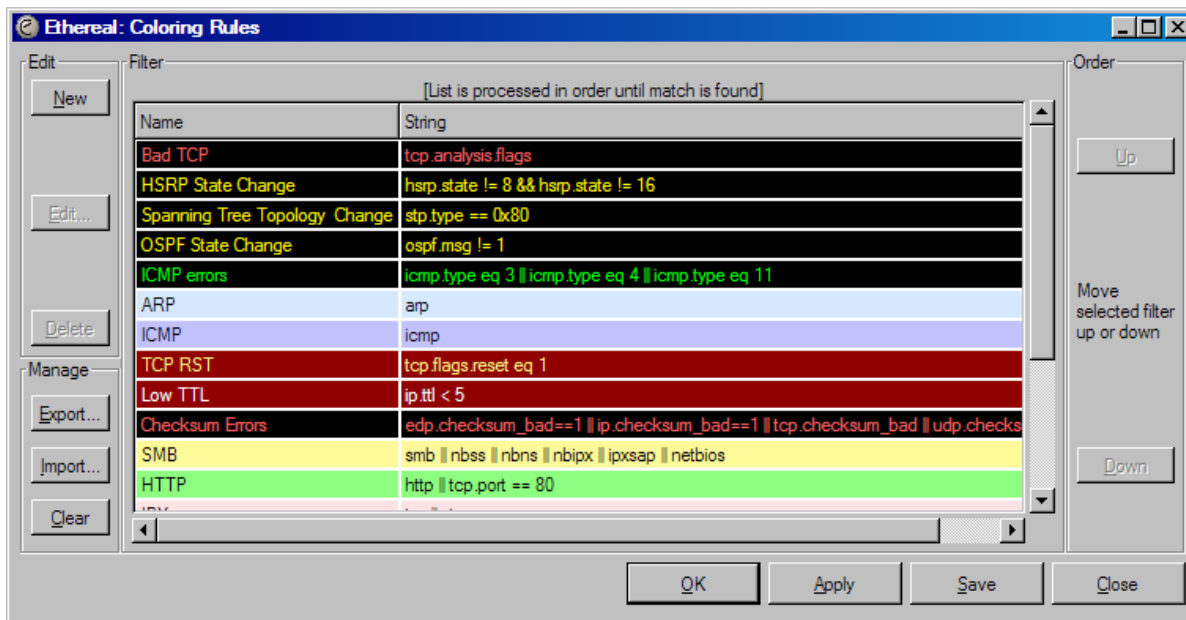 Ethereal: Coloring Rules
Edit
Filter
Order
[List is processed in order until match is found]
New
Edit...
Delete
Manage
Export...
Import...
Clear
Name String
Bad TCP tcp.analysis.flags
HSRP State Change hsrp.state != 8 && hsrp.state != 16
Spanning Tree Topology Change stp.type == 0x80
OSPF State Change ospf.msg != 1
ICMP errors icmp.type eq 3 || icmp.type eq 4 || icmp.type eq 11
ARP arp
ICMP icmp
TCP RST tcp.flags.reset eq 1
Low TTL ip.ttl < 5
Checksum Errors edp.checksum_bad==1 || ip.checksum_bad==1 || tcp.checksum_bad || udp.checks
SMB smb || nbss || nbns || nbipx || ipxsap || netbios
HTTP http || tcp.port == 80
Up
Move
selected filter
up or down
Down
OK Apply Save Close